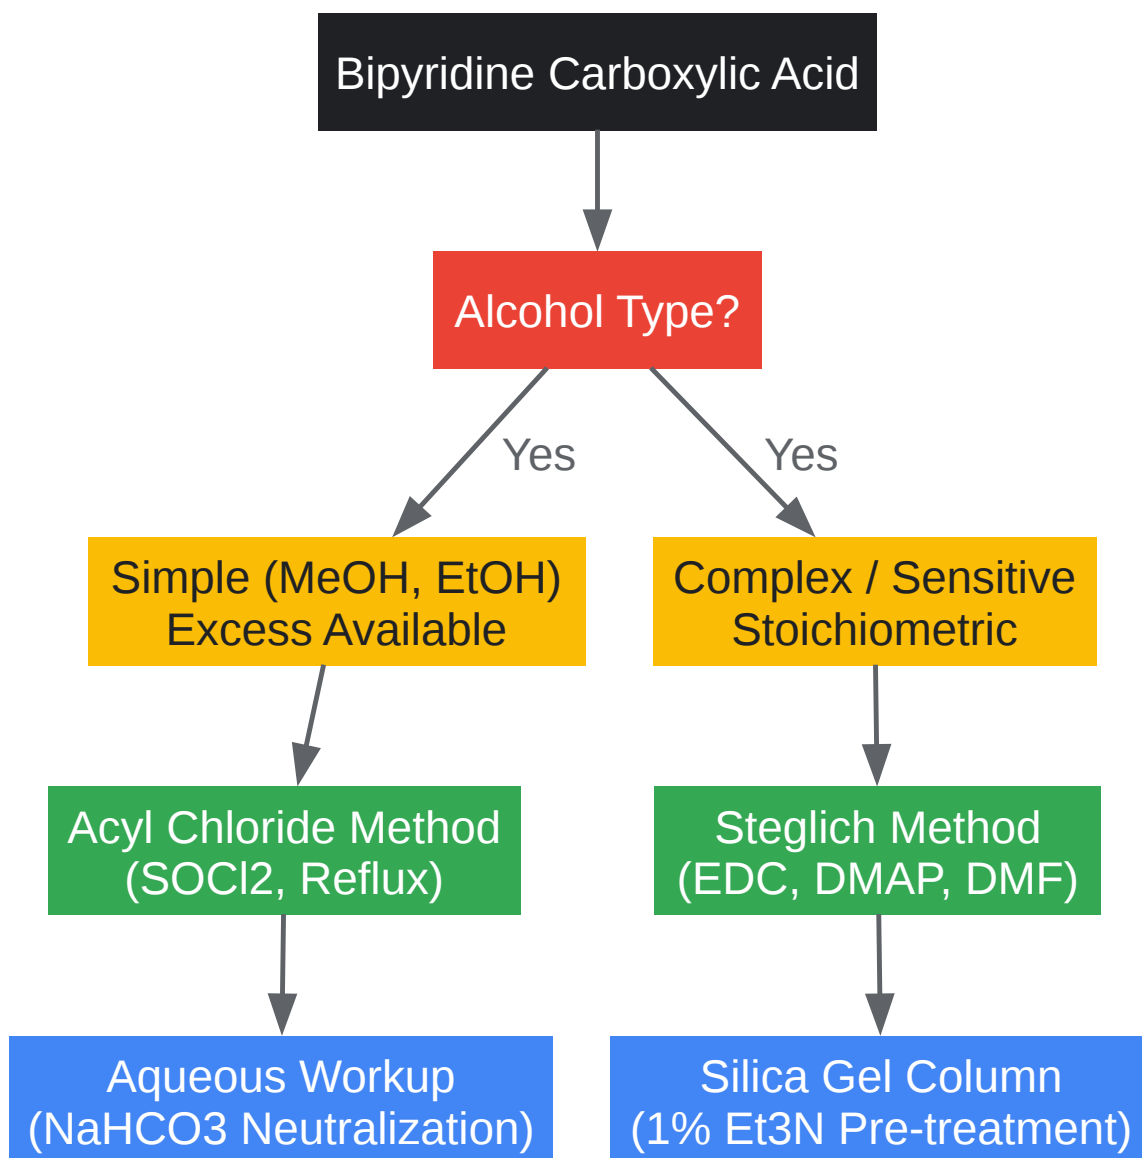 Bipyridine Carboxylic Acid
Alcohol Type?
Yes
Yes
Simple (MeOH, EtOH)
Excess Available
Complex / Sensitive
Stoichiometric
Acyl Chloride Method
(SOCl2, Reflux)
Steglich Method
(EDC, DMAP, DMF)
Aqueous Workup
(NaHCO3 Neutralization)
Silica Gel Column
(1% Et3N Pre-treatment)